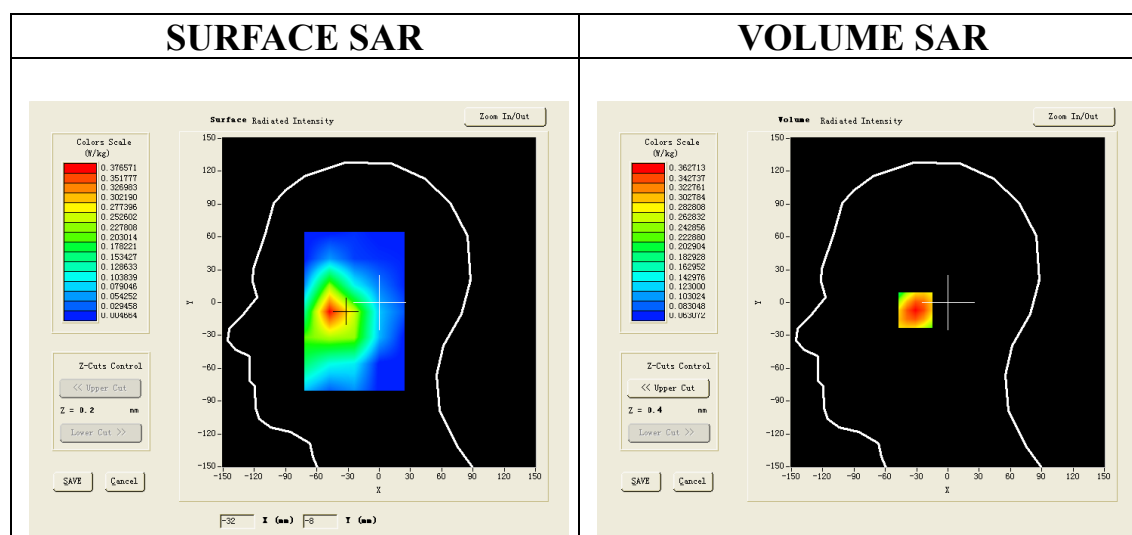 SURFACE SAR
VOLUME SAR
Surface Radiated Intensity
Zoom In/Out
Colors Scale
(W/kg)
0.376571
0.351777
0.326983
0.302190
0.277396
0.252602
0.227808
0.203014
0.178221
0.153427
0.128633
0.103839
0.079046
0.054252
0.029458
0.004664
150
120
90
60
30
0
-30
-60
-90
-120
-150
Y
-150 -120 -90 -60 -30 0 30 60 90 120 150
X
Z-Cuts Control
<< Upper Cut
Z = 0.2 mm
Lower Cut >>
SAVE Cancel
-32 X (mm) -8 Y (mm)
Volume Radiated Intensity
Zoom In/Out
Colors Scale
(W/kg)
0.362713
0.342737
0.322761
0.302784
0.282808
0.262832
0.242856
0.222880
0.202904
0.182928
0.162952
0.142976
0.123000
0.103024
0.083048
0.063072
150
120
90
60
30
0
-30
-60
-90
-120
-150
Y
-150 -120 -90 -60 -30 0 30 60 90 120 150
X
Z-Cuts Control
<< Upper Cut
Z = 0.4 mm
Lower Cut >>
SAVE Cancel